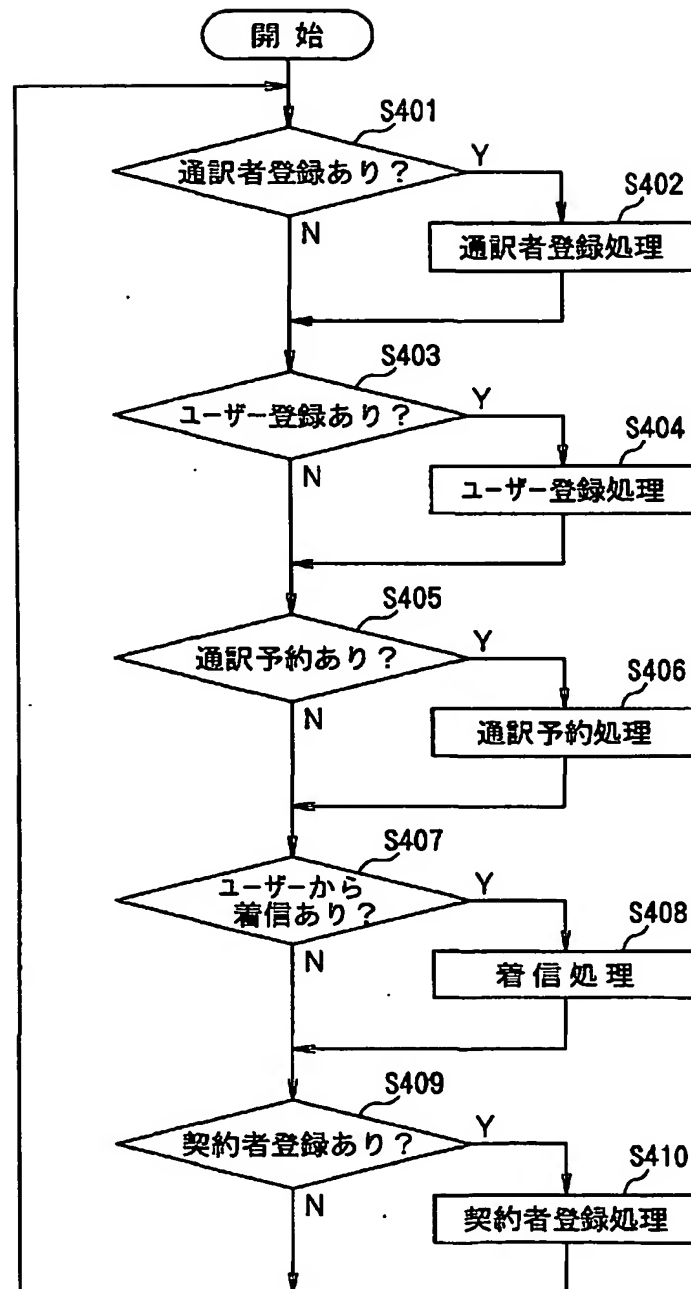 開始
S401
通訳者登録あり？
Y
N
S402
通訳者登録処理
S403
ユーザー登録あり？
Y
N
S404
ユーザー登録処理
S405
通訳予約あり？
Y
N
S406
通訳予約処理
S407
ユーザーから
着信あり？
Y
N
S408
着信処理
S409
契約者登録あり？
Y
N
S410
契約者登録処理